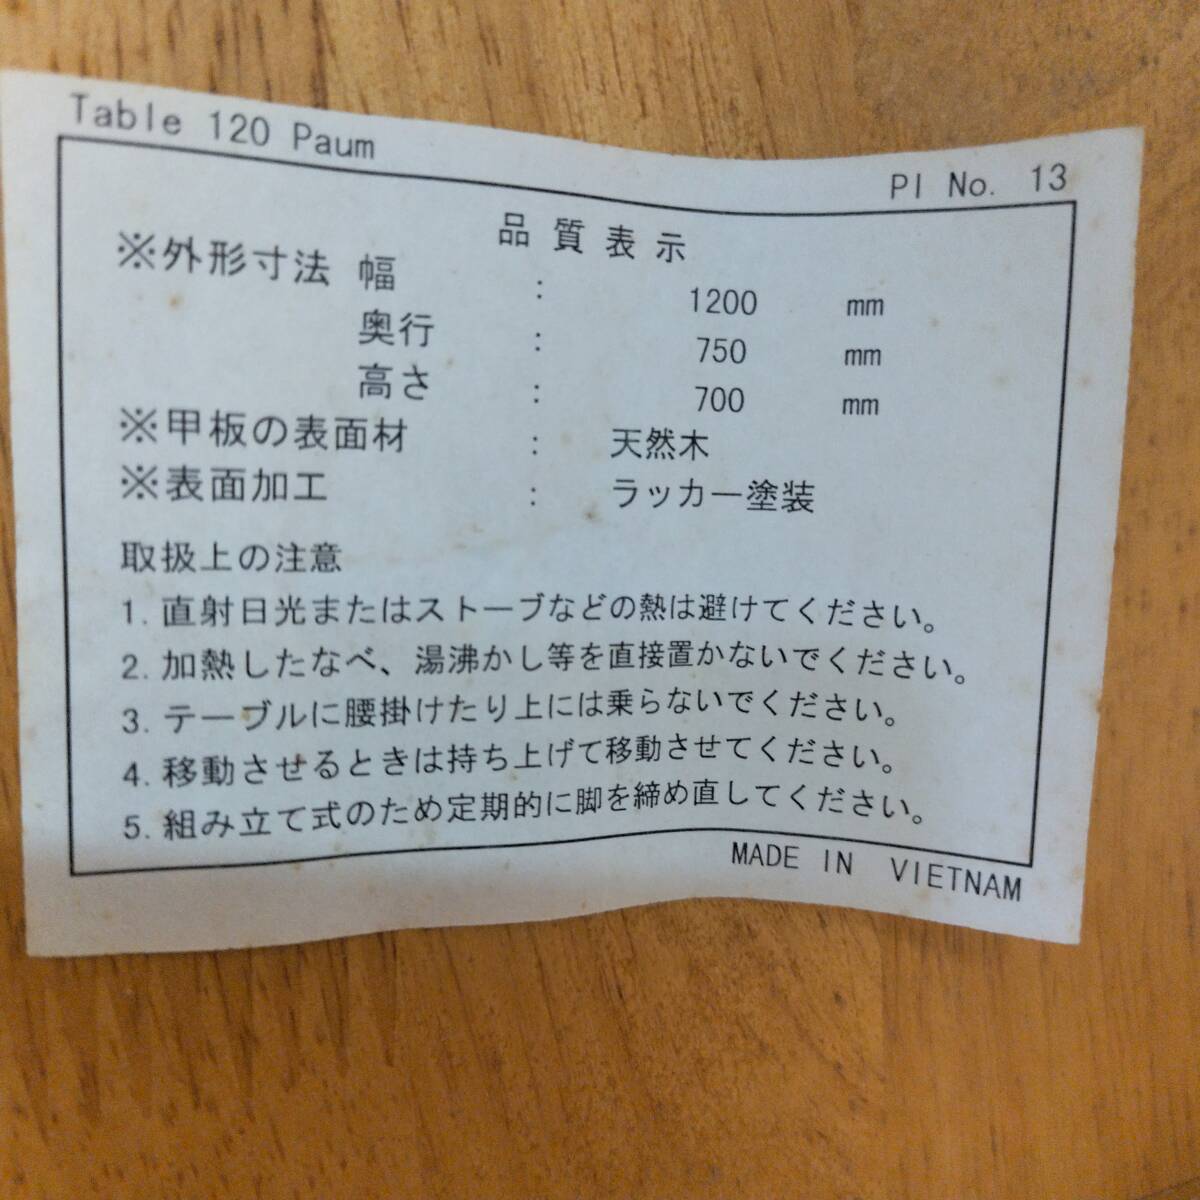 Table 120 Paum
PI No. 13
品質表示
※外形寸法 幅 : 1200 mm
奥行 : 750 mm
高さ : 700 mm
※甲板の表面材 : 天然木
※表面加工 : ラッカー塗装
取扱上の注意
1. 直射日光またはストーブなどの熱は避けてください。
2. 加熱したなべ、湯沸かし等を直接置かないでください。
3. テーブルに腰掛けたり上には乗らないでください。
4. 移動させるときは持ち上げて移動させてください。
5. 組み立て式のため定期的に脚を締め直してください。
MADE IN VIETNAM